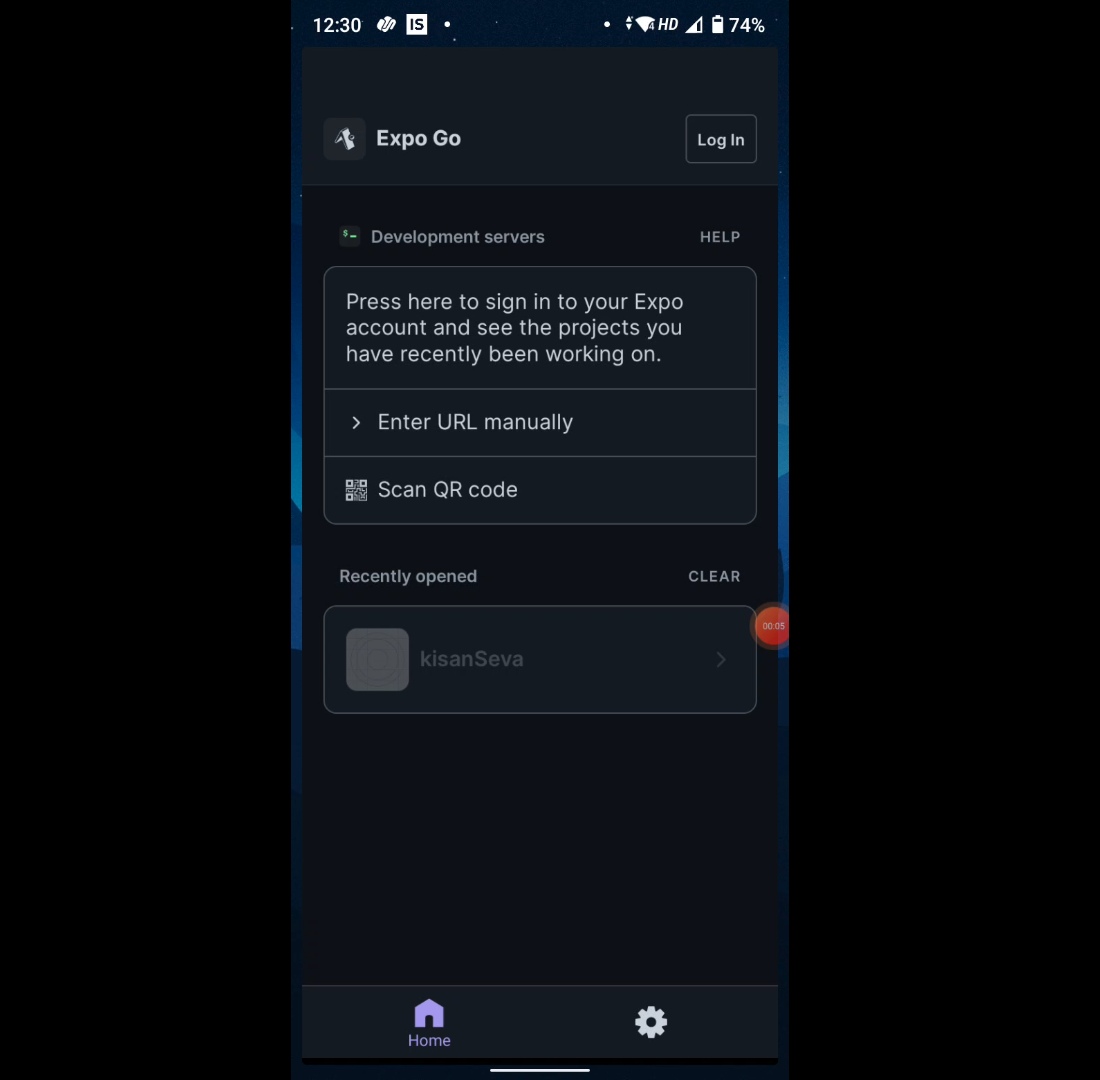 12:30 IS HD 74%
Expo Go
Log In
$
Development servers
HELP
Press here to sign in to your Expo
account and see the projects you
have recently been working on.
Enter URL manually
Scan QR code
Recently opened
CLEAR
kisanSeva
00:05
Home